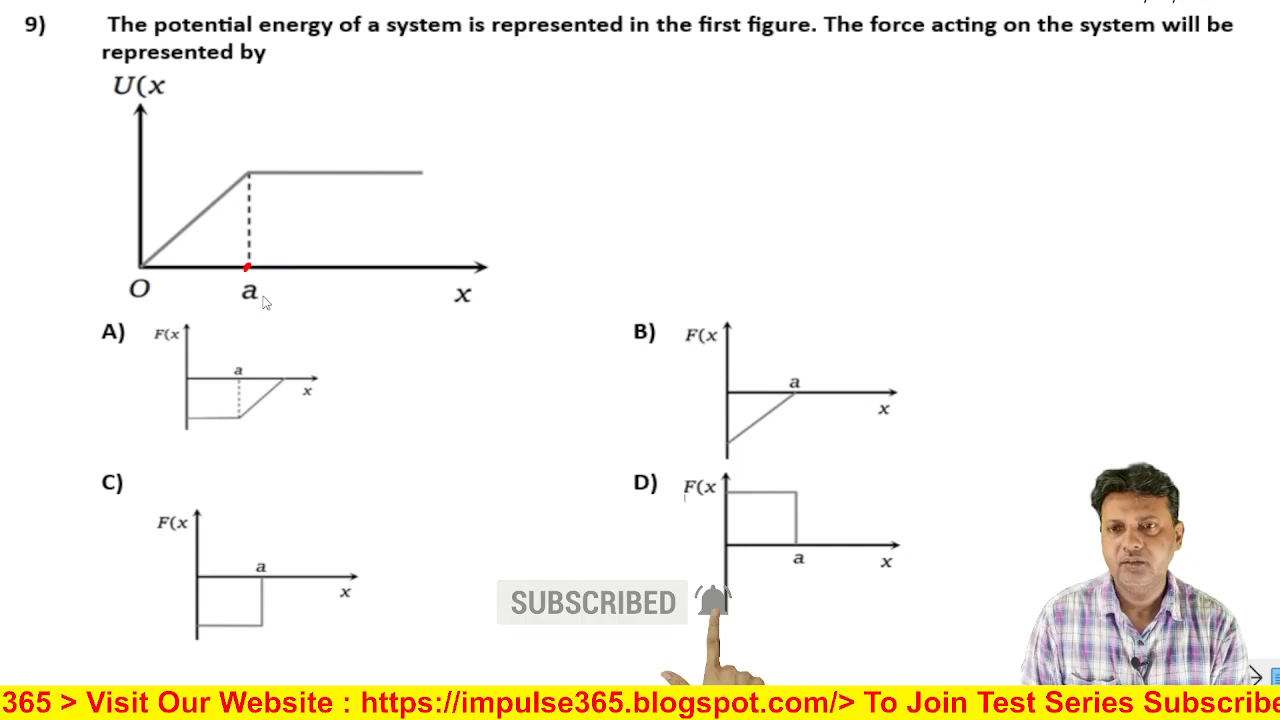 9) The potential energy of a system is represented in the first figure. The force acting on the system will be
represented by
U(x
O a x
A) F(x
a
x
B) F(x
a
x
C)
F(x
a
x
D) F(x
a
x
SUBSCRIBED
365 > Visit Our Website : https://impulse365.blogspot.com/> To Join Test Series Subscribe